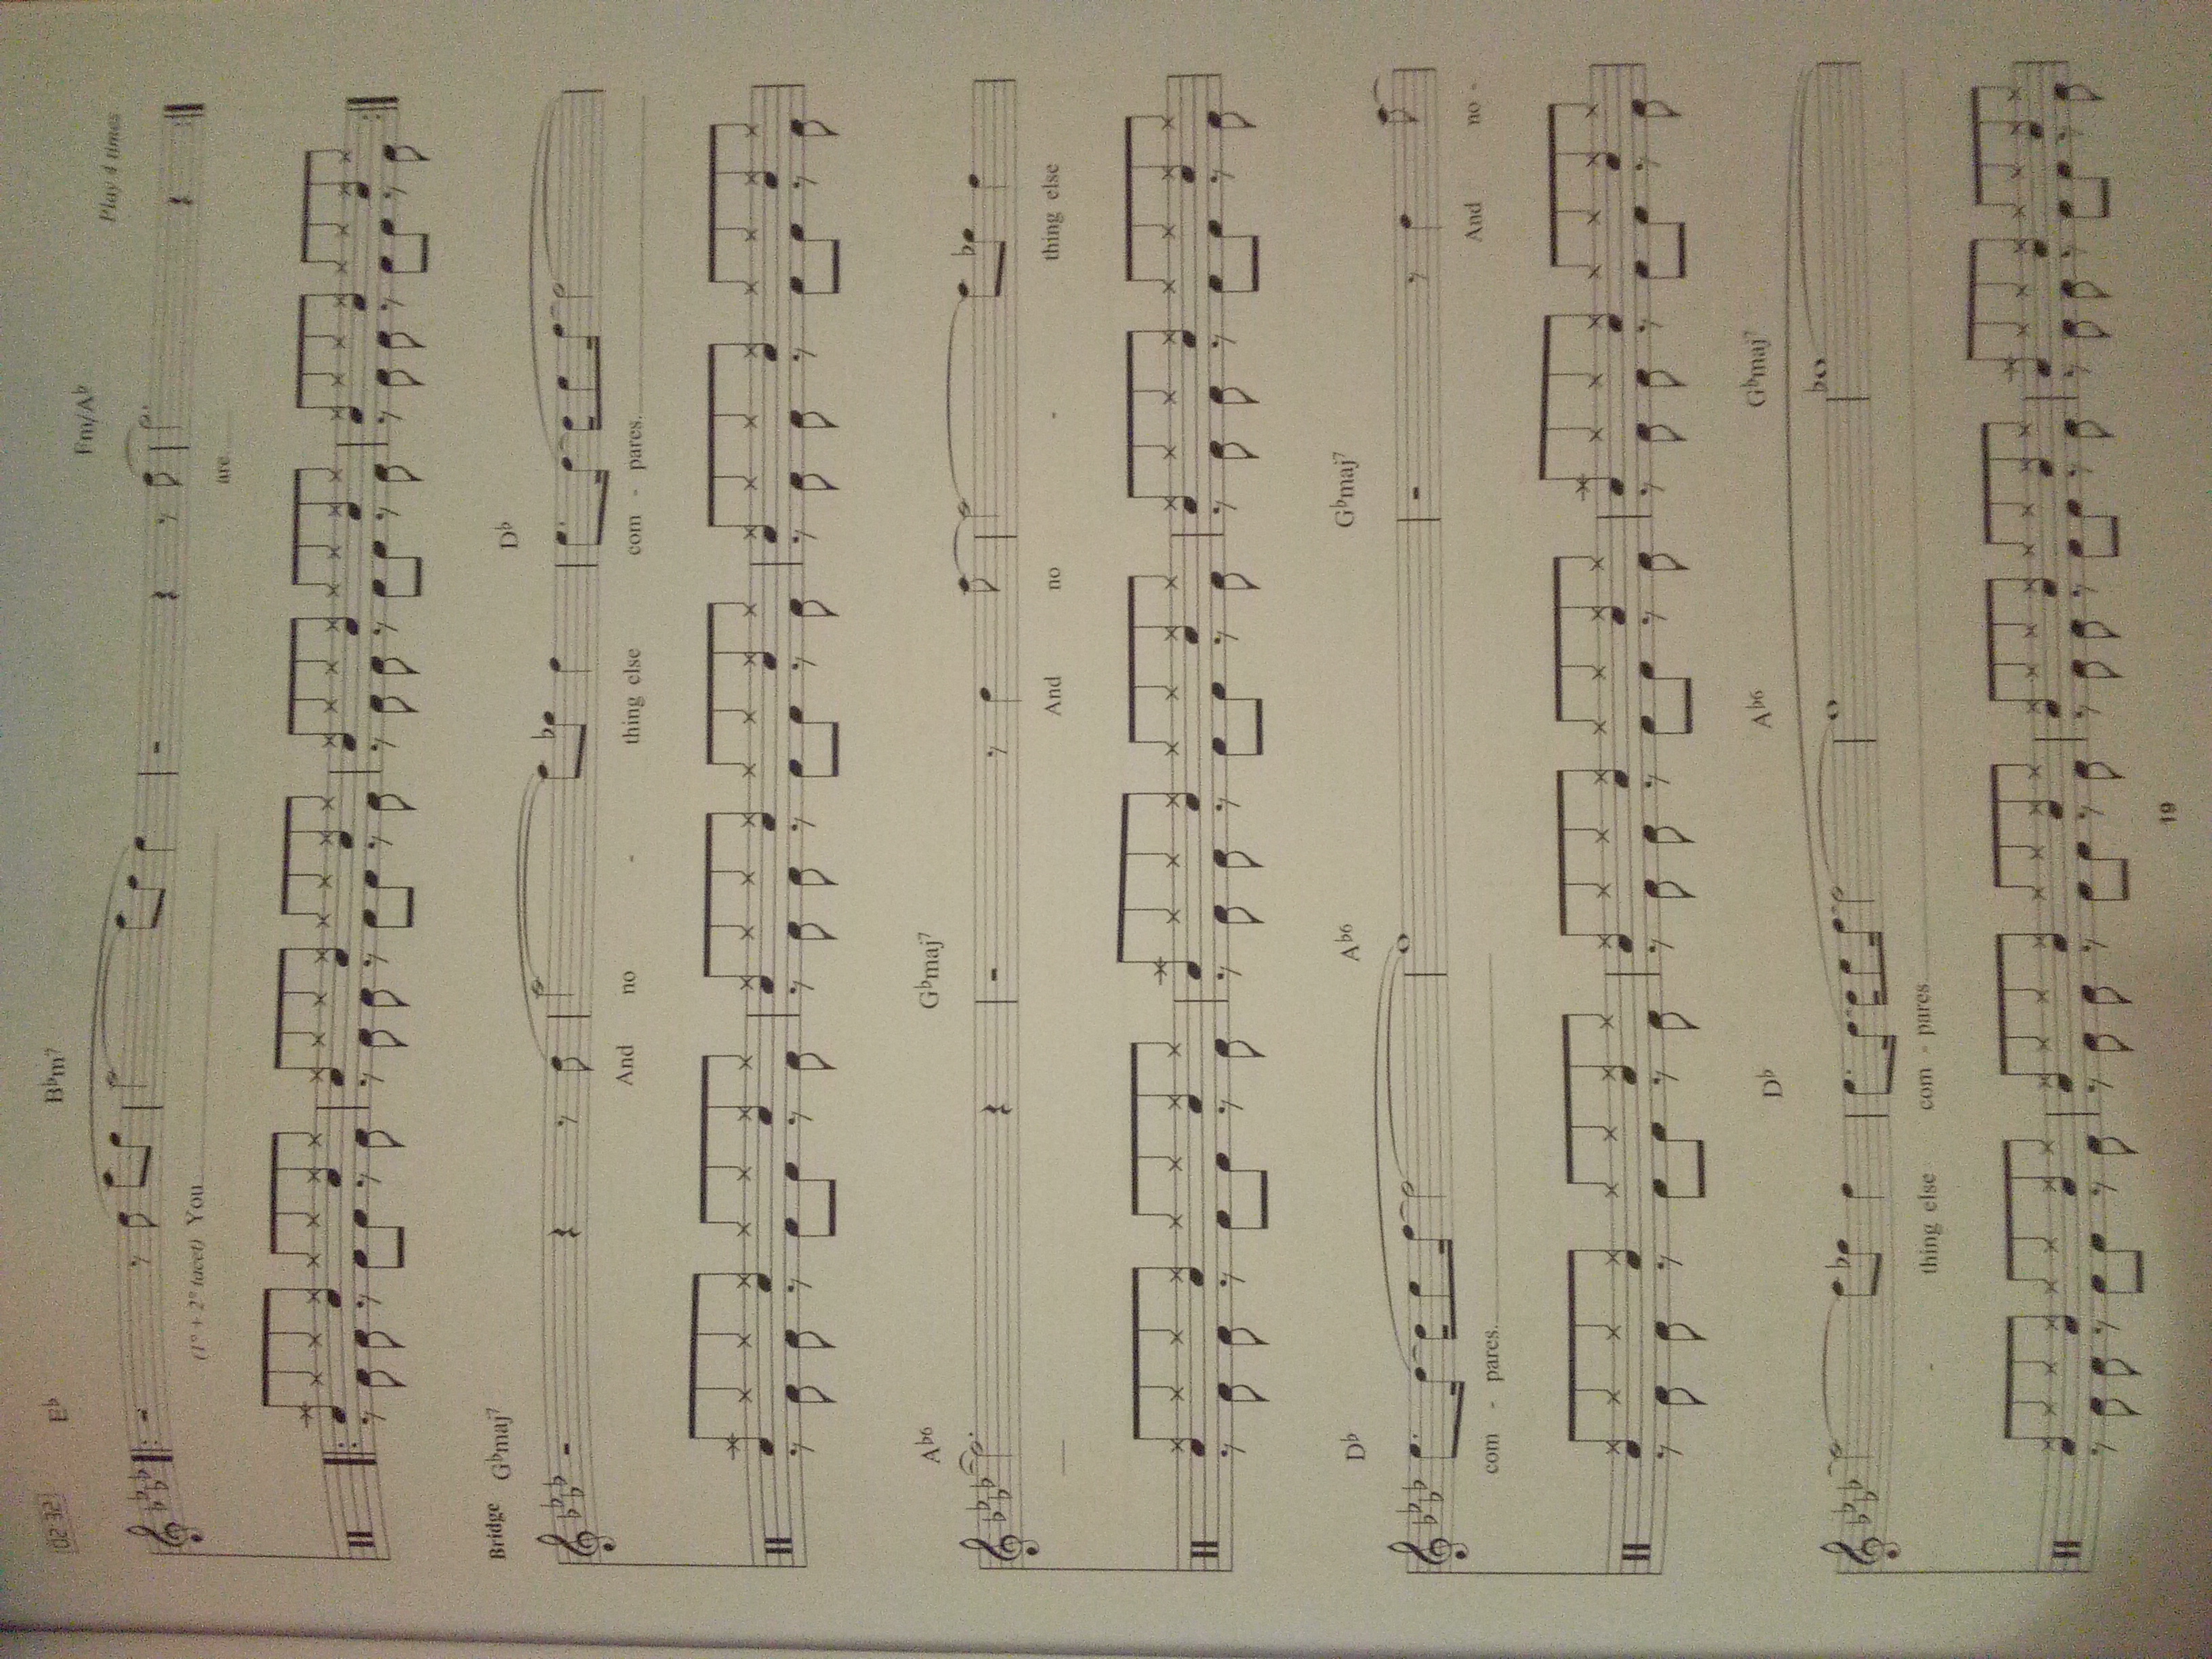 02:32
E♭ B♭m7 Fm/A♭ Play 4 times
(1° + 2° tacet) You are
Bridge G♭maj7 D♭
And no - thing else com - pares.
A♭6 G♭maj7
And no - thing else
D♭ A♭6 G♭maj7
com - pares. And no -
D♭ A♭6 G♭maj7
- thing else com - pares
19